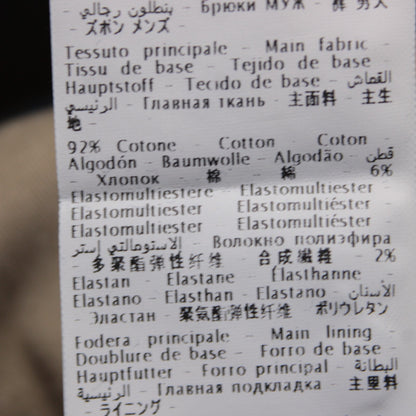 - بنطلون رجالي - Брюки МУЖ - 裤 男人
- ズボン メンズ -
Tessuto principale - Main fabric -
Tissu de base - Tejido de base -
Hauptstoff - Tecido de base - القماش
الرئيسي - Главная ткань - 主面料 - 主生
地 -
92% Cotone - Cotton - Coton -
Algodón - Baumwolle - Algodão - قطن
- Хлопок - 棉 - 綿 - 6%
Elastomultiestere - Elastomultiester -
Elastomultiester - Elastomultiéster -
Elastomultiester - Elastomultiéster -
الاستومالتي إستر - Волокно полиэфира
- 多聚酯弹性纤维 - 合成繊維 - 2%
Elastan - Elastane - Élasthanne -
Elastano - Elasthan - Elastano - الأستان
- Эластан - 聚氨酯弹性纤维 - ポリウレタン
Fodera principale - Main lining -
Doublure de base - Forro de base -
Hauptfutter - Forro principal - البطانة
الرئيسية - Главная подкладка - 主里料
- ライニング -